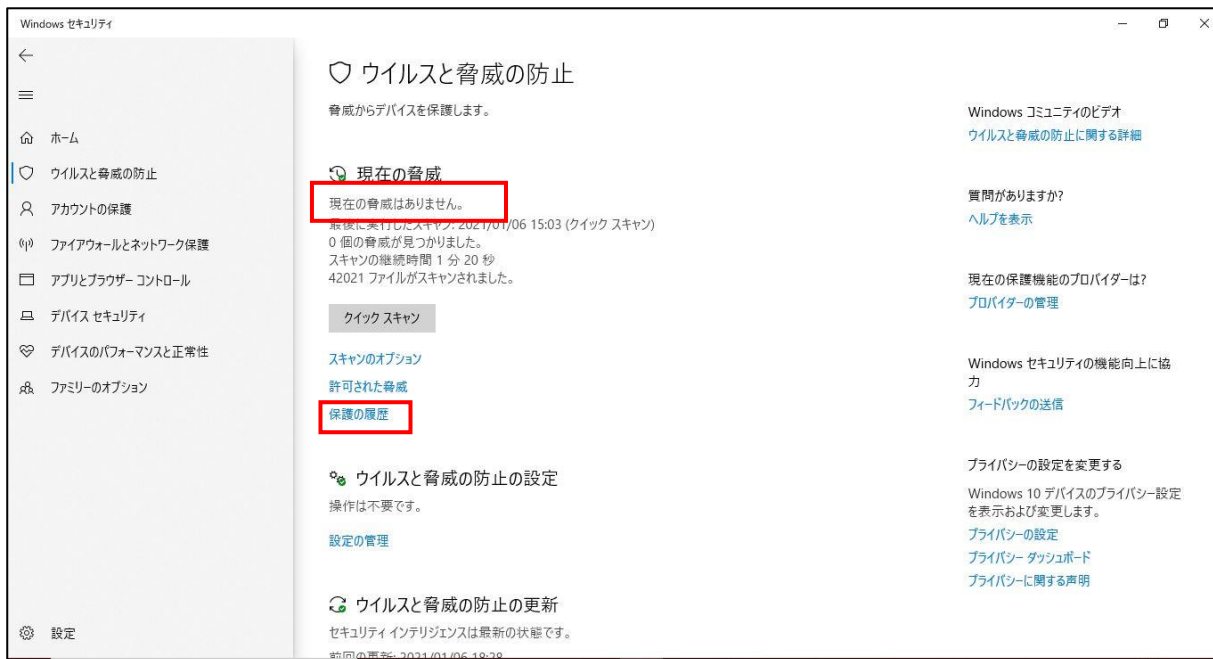 Windows セキュリティ
ホーム
ウイルスと脅威の防止
アカウントの保護
ファイアウォールとネットワーク保護
アプリとブラウザー コントロール
デバイス セキュリティ
デバイスのパフォーマンスと正常性
ファミリーのオプション
設定
ウイルスと脅威の防止
脅威からデバイスを保護します。
現在の脅威
現在の脅威はありません。
最後に実行したスキャン: 2021/01/06 15:03 (クイック スキャン)
0 個の脅威が見つかりました。
スキャンの継続時間 1 分 20 秒
42021 ファイルがスキャンされました。
クイック スキャン
スキャンのオプション
許可された脅威
保護の履歴
ウイルスと脅威の防止の設定
操作は不要です。
設定の管理
ウイルスと脅威の防止の更新
セキュリティ インテリジェンスは最新の状態です。
前回の更新: 2021/01/06 18:28
Windows コミュニティのビデオ
ウイルスと脅威の防止に関する詳細
質問がありますか?
ヘルプを表示
現在の保護機能のプロバイダーは?
プロバイダーの管理
Windows セキュリティの機能向上に協
力
フィードバックの送信
プライバシーの設定を変更する
Windows 10 デバイスのプライバシー設定
を表示および変更します。
プライバシーの設定
プライバシー ダッシュボード
プライバシーに関する声明